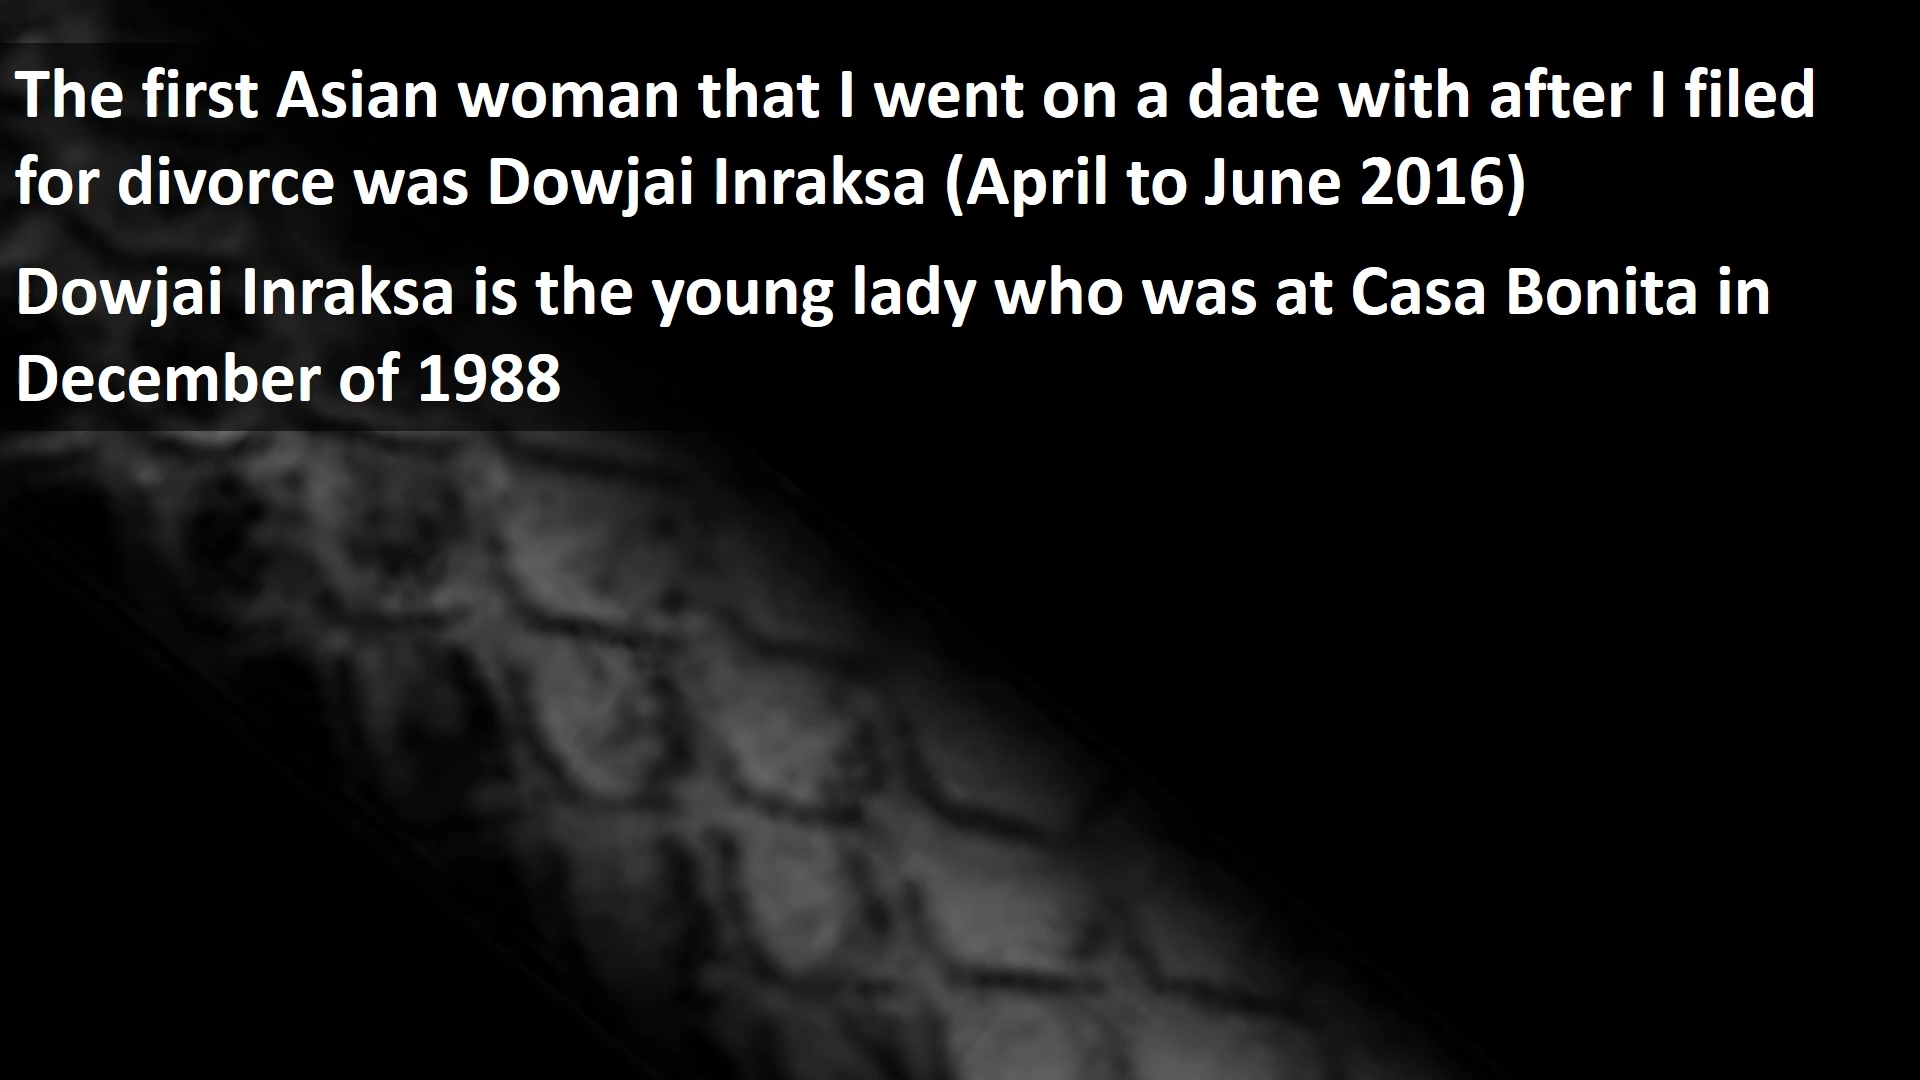 The first Asian woman that I went on a date with after I filed
for divorce was Dowjai Inraksa (April to June 2016)
Dowjai Inraksa is the young lady who was at Casa Bonita in
December of 1988